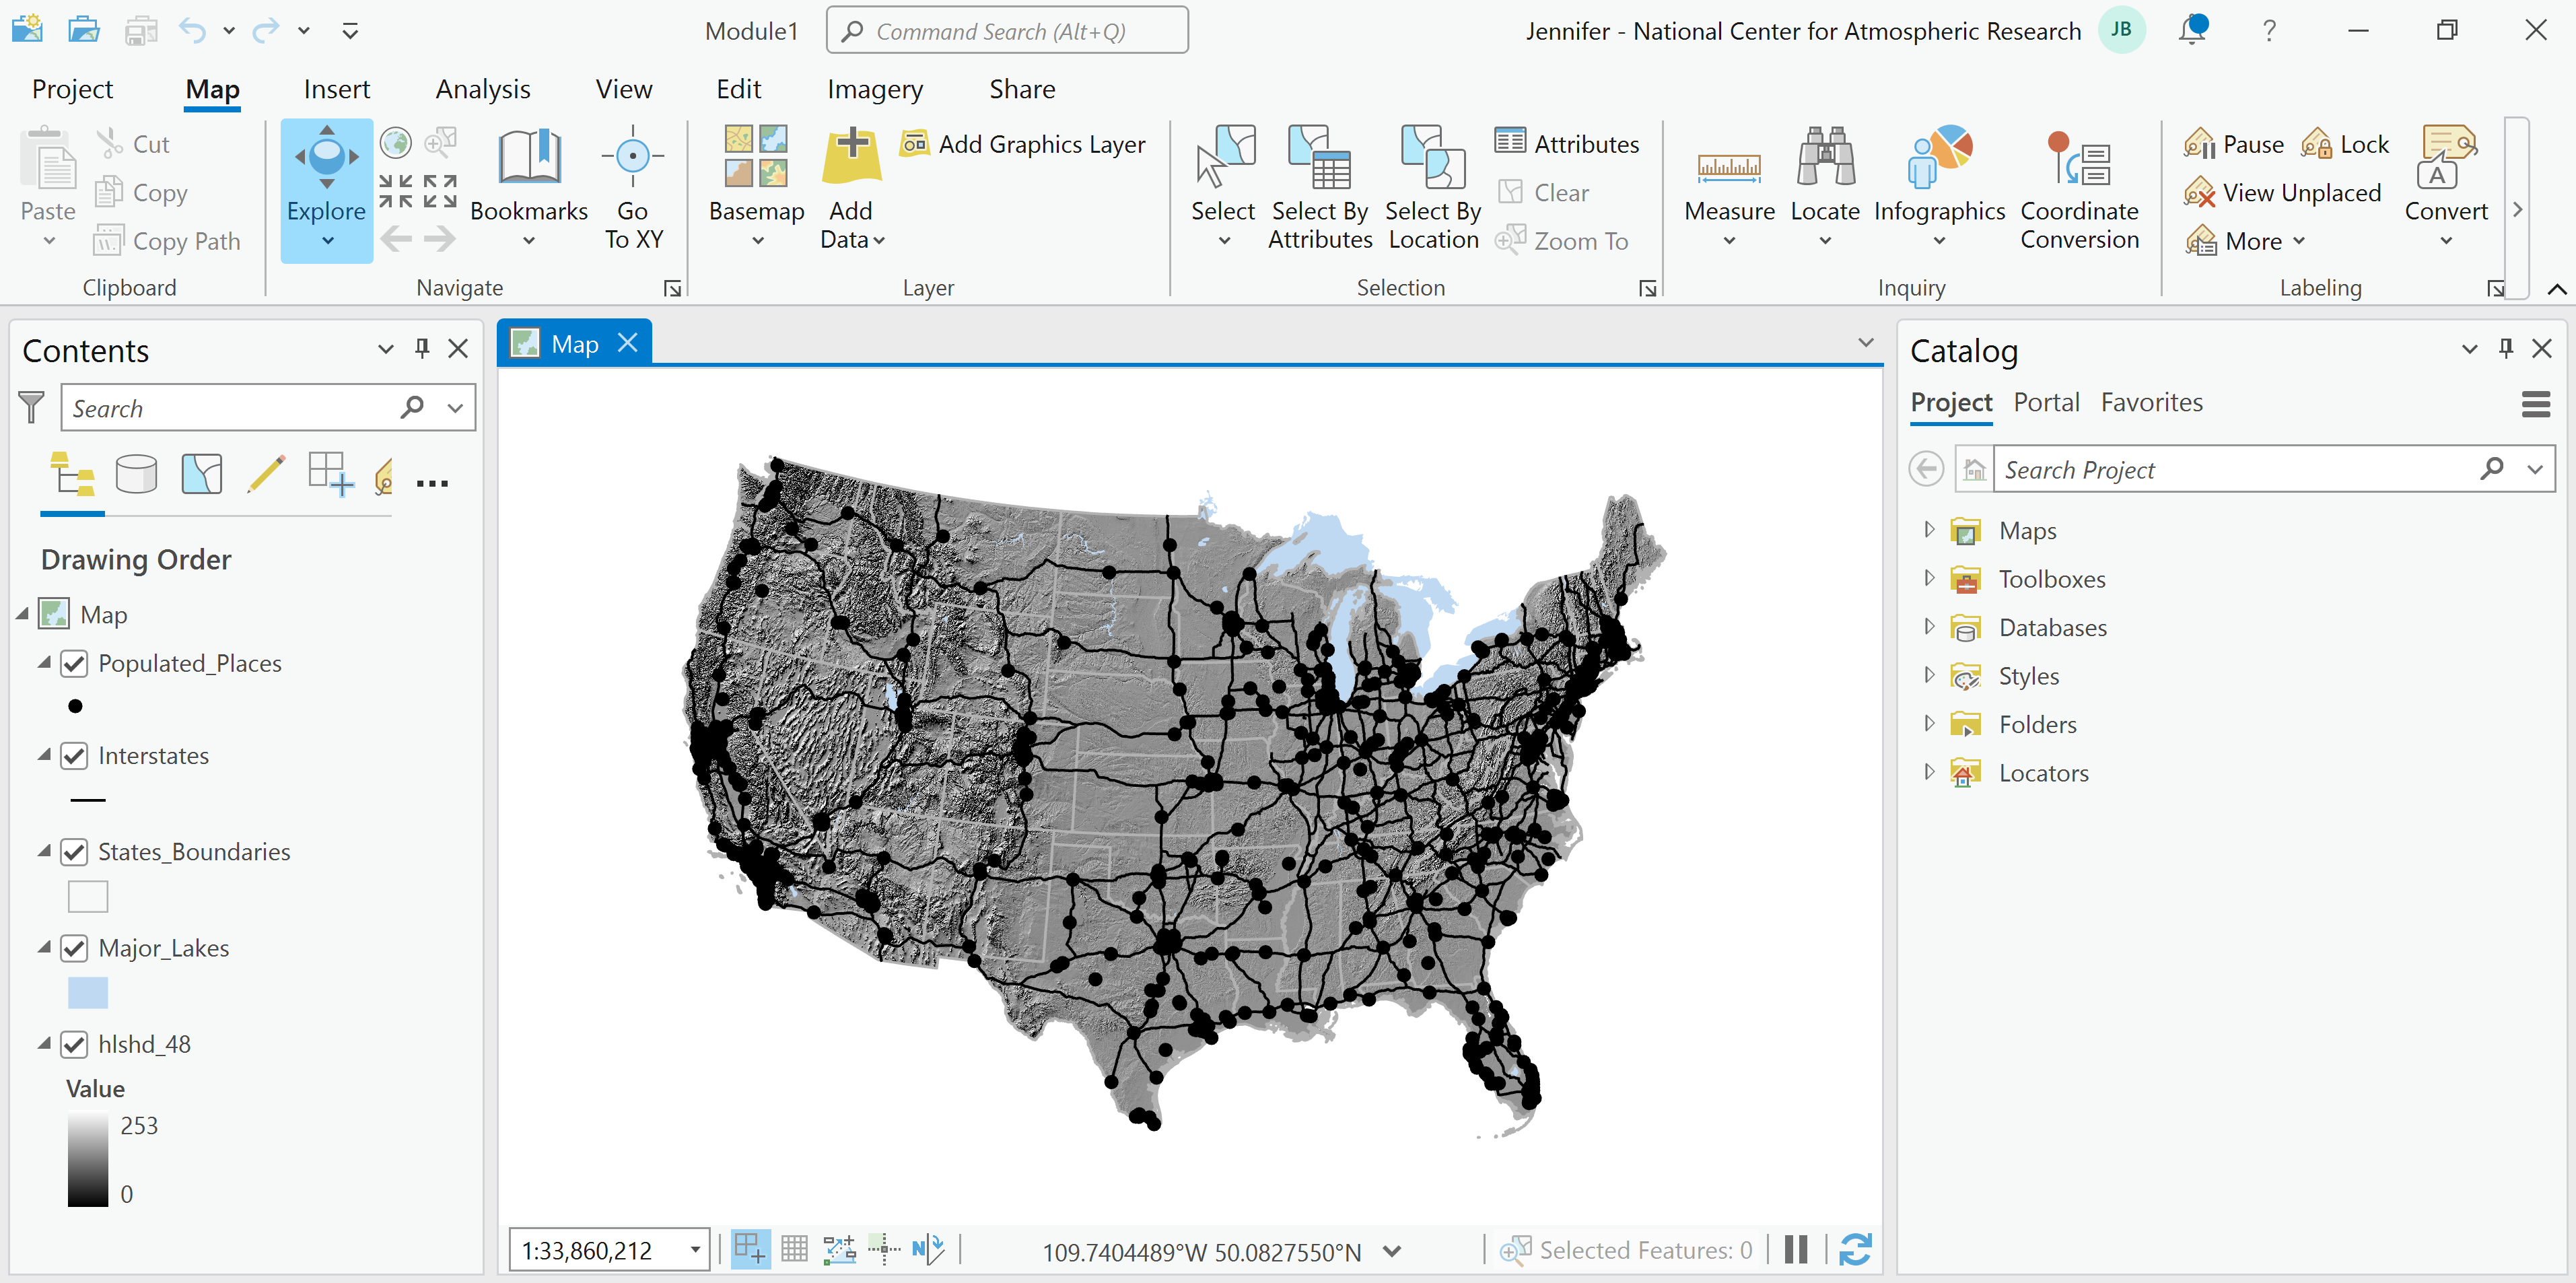 Module1
Command Search (Alt+Q)
Jennifer - National Center for Atmospheric Research
JB
?
Project
Map
Insert
Analysis
View
Edit
Imagery
Share
Paste
Cut
Copy
Copy Path
Clipboard
Explore
Bookmarks
Go
To XY
Navigate
Basemap
Add
Data
Add Graphics Layer
Layer
Select
Select By
Attributes
Select By
Location
Attributes
Clear
Zoom To
Selection
Measure
Locate
Infographics
Coordinate
Conversion
Inquiry
Pause
Lock
View Unplaced
More
A
Convert
Labeling
Contents
Search
Drawing Order
Map
Populated_Places
Interstates
States_Boundaries
Major_Lakes
hlshd_48
Value
253
0
Map
1:33,860,212
N
109.7404489°W 50.0827550°N
Selected Features: 0
Catalog
Project
Portal
Favorites
Search Project
Maps
Toolboxes
Databases
Styles
Folders
Locators